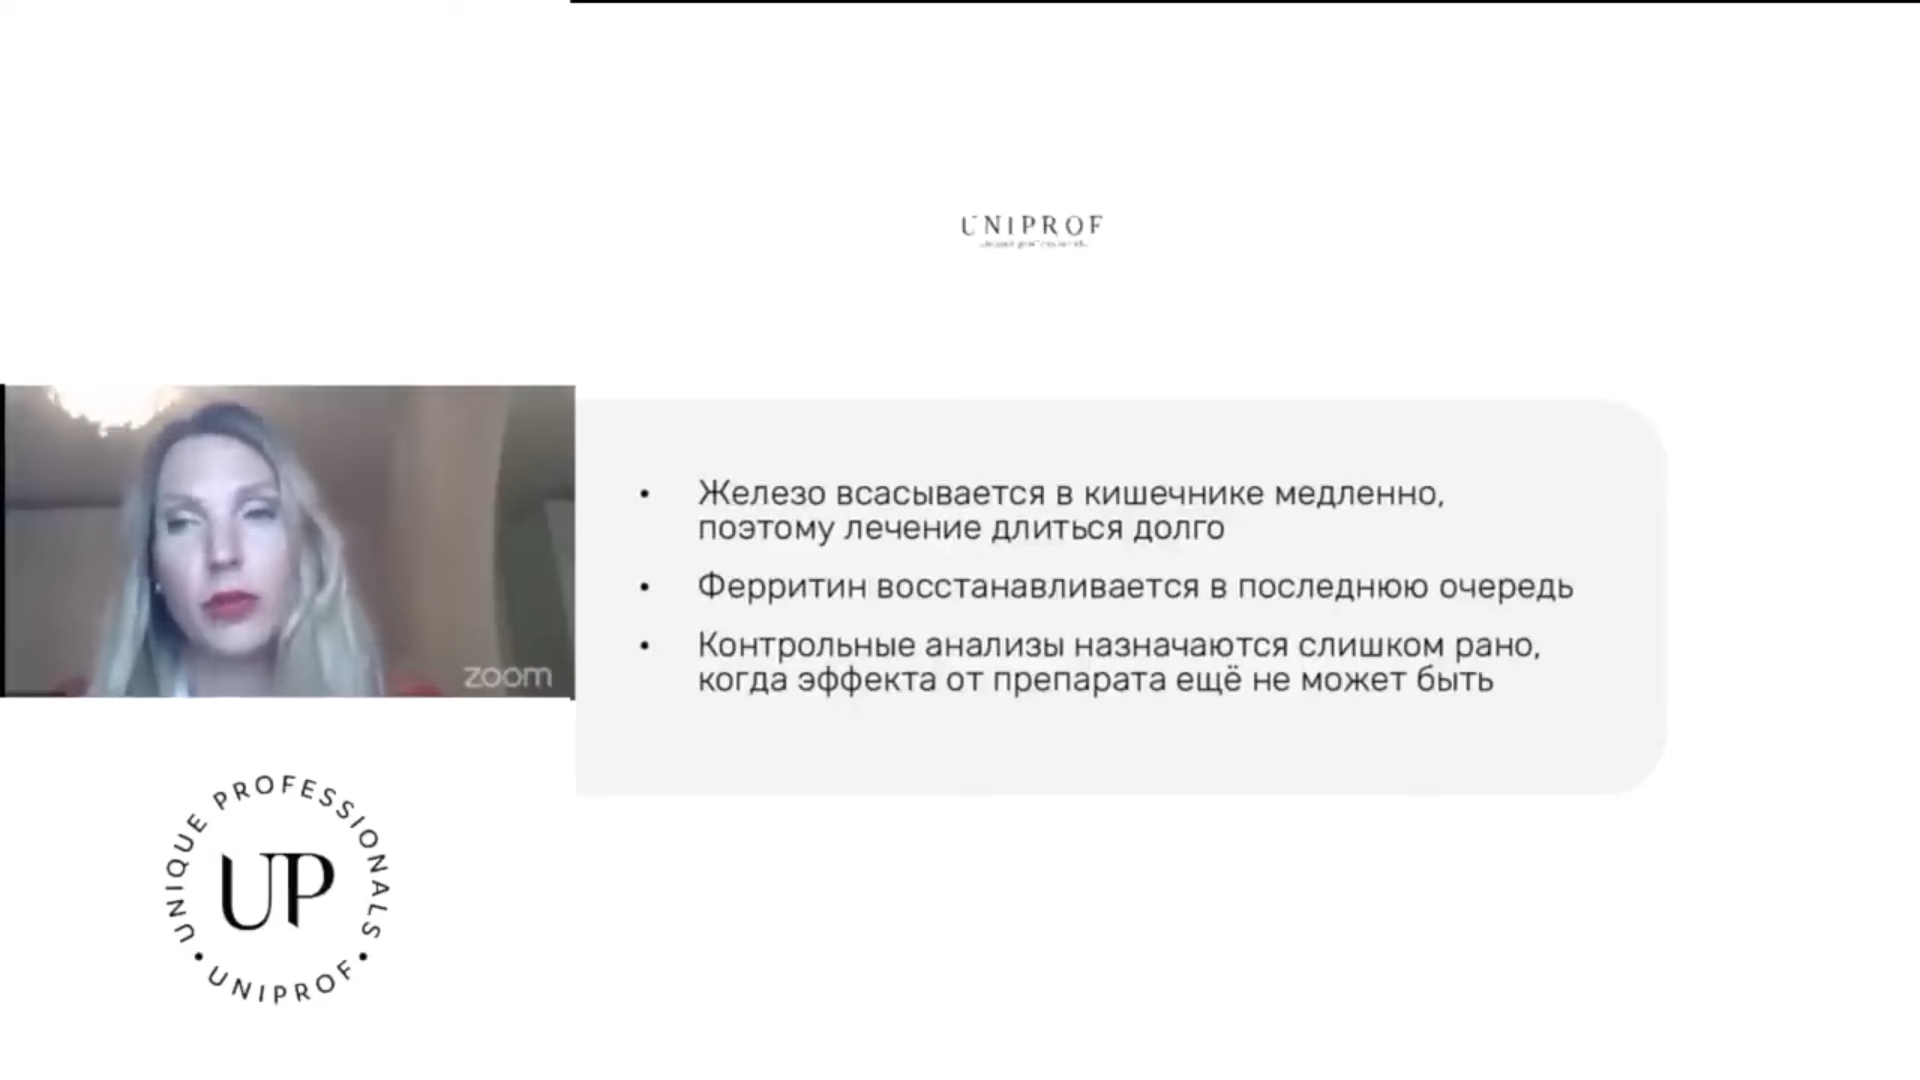 UNIPROF
• Железо всасывается в кишечнике медленно,
поэтому лечение длиться долго
• Ферритин восстанавливается в последнюю очередь
• Контрольные анализы назначаются слишком рано,
когда эффекта от препарата ещё не может быть
zoom
UNIQUE PROFESSIONALS
UP
• UNIPROF •